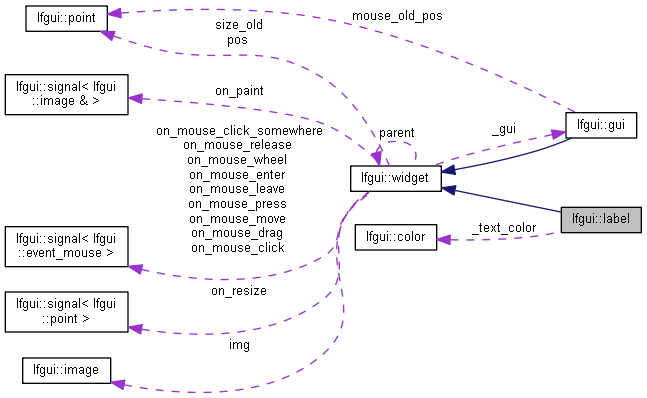 lfgui::point
size_old
pos
mouse_old_pos
lfgui::signal< lfgui
::image & >
on_paint
parent
_gui
lfgui::gui
on_mouse_click_somewhere
on_mouse_release
on_mouse_wheel
on_mouse_enter
on_mouse_leave
on_mouse_press
on_mouse_move
on_mouse_drag
on_mouse_click
lfgui::widget
lfgui::label
lfgui::color
_text_color
lfgui::signal< lfgui
::event_mouse >
on_resize
lfgui::signal< lfgui
::point >
img
lfgui::image